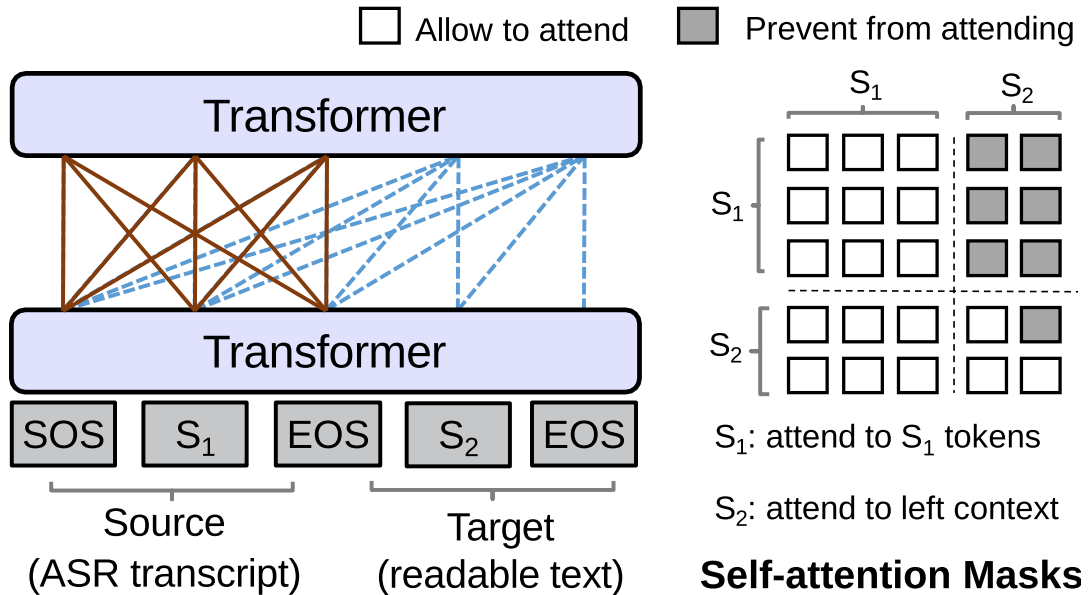 Allow to attend
Prevent from attending
Transformer
Transformer
SOS
S₁
EOS
S₂
EOS
Source
(ASR transcript)
Target
(readable text)
S₁
S₂
S₁
S₂
S₁: attend to S₁ tokens
S₂: attend to left context
Self-attention Masks